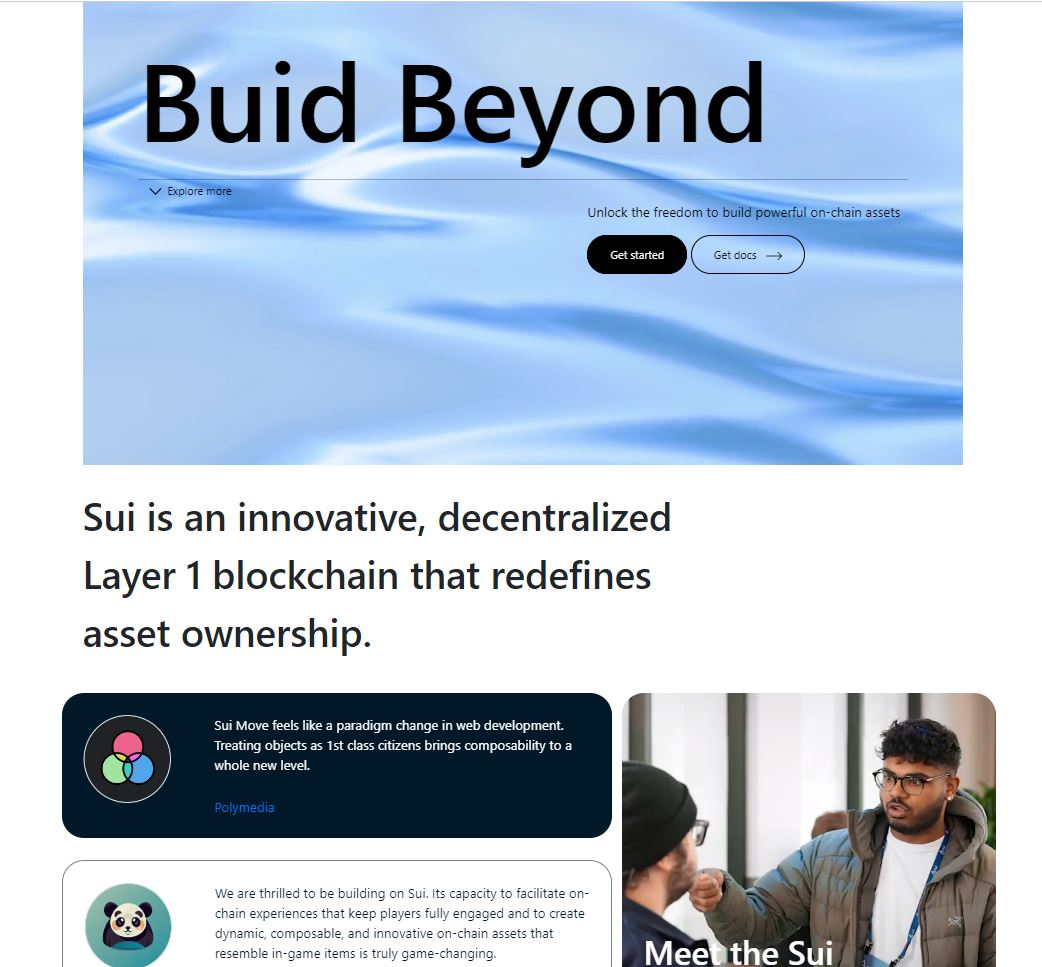 Buid Beyond
Explore more
Unlock the freedom to build powerful on-chain assets
Get started
Get docs
Sui is an innovative, decentralized
Layer 1 blockchain that redefines
asset ownership.
Sui Move feels like a paradigm change in web development.
Treating objects as 1st class citizens brings composability to a
whole new level.
Polymedia
We are thrilled to be building on Sui. Its capacity to facilitate on-
chain experiences that keep players fully engaged and to create
dynamic, composable, and innovative on-chain assets that
resemble in-game items is truly game-changing.
Meet the Sui